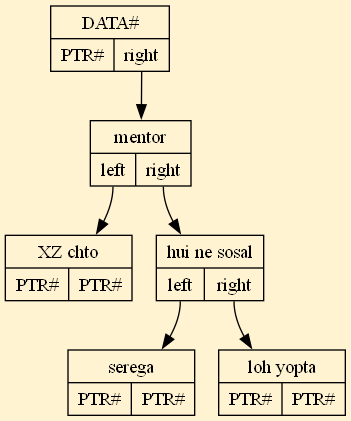 DATA#
PTR# right
mentor
left right
XZ chto
PTR# PTR#
hui ne sosal
left right
serega
PTR# PTR#
loh yopta
PTR# PTR#